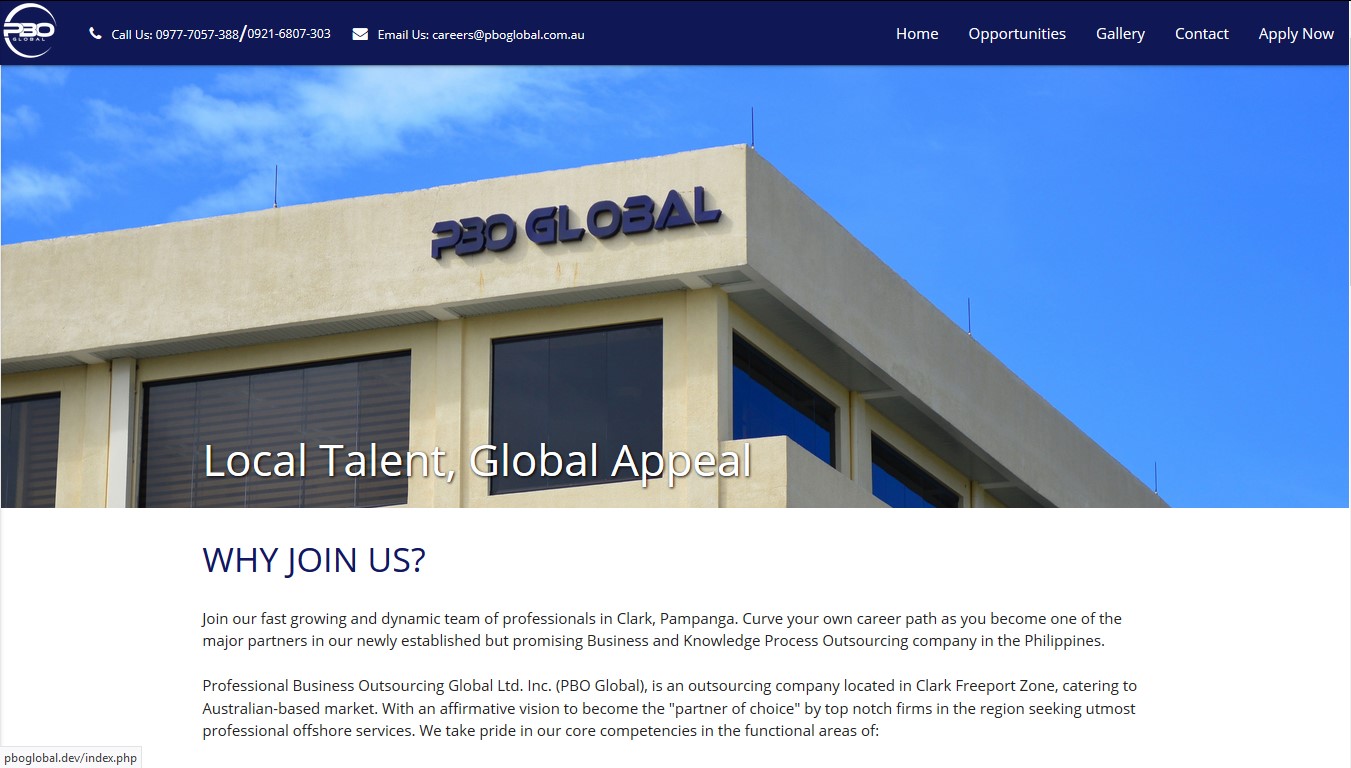 PBO
GLOBAL
Call Us: 0977-7057-388/0921-6807-303
Email Us: careers@pboglobal.com.au
Home
Opportunities
Gallery
Contact
Apply Now
PBO GLOBAL
Local Talent, Global Appeal
WHY JOIN US?
Join our fast growing and dynamic team of professionals in Clark, Pampanga. Curve your own career path as you become one of the
major partners in our newly established but promising Business and Knowledge Process Outsourcing company in the Philippines.
Professional Business Outsourcing Global Ltd. Inc. (PBO Global), is an outsourcing company located in Clark Freeport Zone, catering to
Australian-based market. With an affirmative vision to become the "partner of choice" by top notch firms in the region seeking utmost
professional offshore services. We take pride in our core competencies in the functional areas of:
pboglobal.dev/index.php